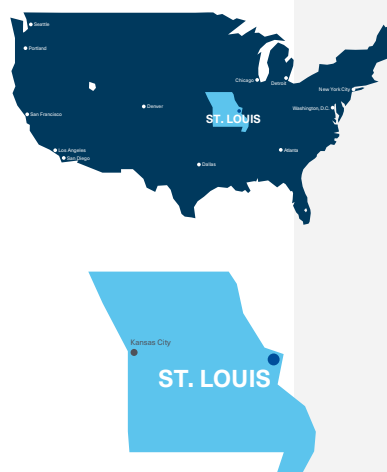 Seattle
Portland
Chicago
Detroit
New York City
Denver
Washington, D.C.
San Francisco
ST. LOUIS
Los Angeles
Atlanta
San Diego
Dallas
Kansas City
ST. LOUIS